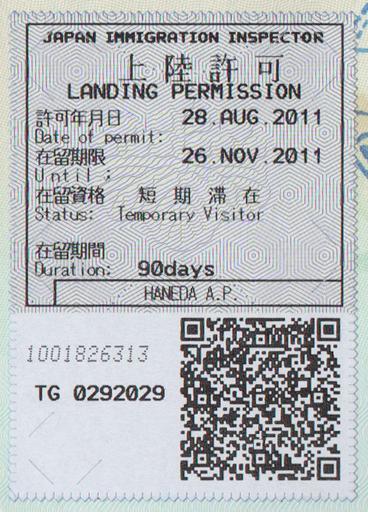 JAPAN IMMIGRATION INSPECTOR
上陸許可
LANDING PERMISSION
許可年月日 28.AUG.2011
Date of permit:
在留期限 26.NOV.2011
Until :
在留資格 短期滞在
Status: Temporary Visitor
在留期間
Duration: 90days
HANEDA A.P.
1001826313
TG 0292029